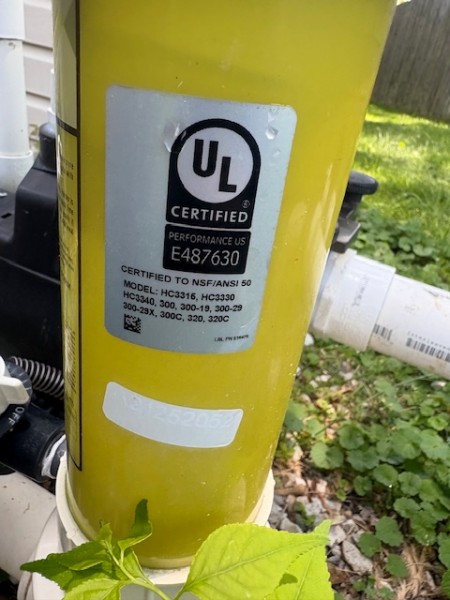 UL
®
CERTIFIED
PERFORMANCE US
E487630
CERTIFIED TO NSF/ANSI 50
MODEL: HC3316, HC3330
HC3340, 300, 300-19, 300-29
300-29X, 300C, 320, 320C
OFF